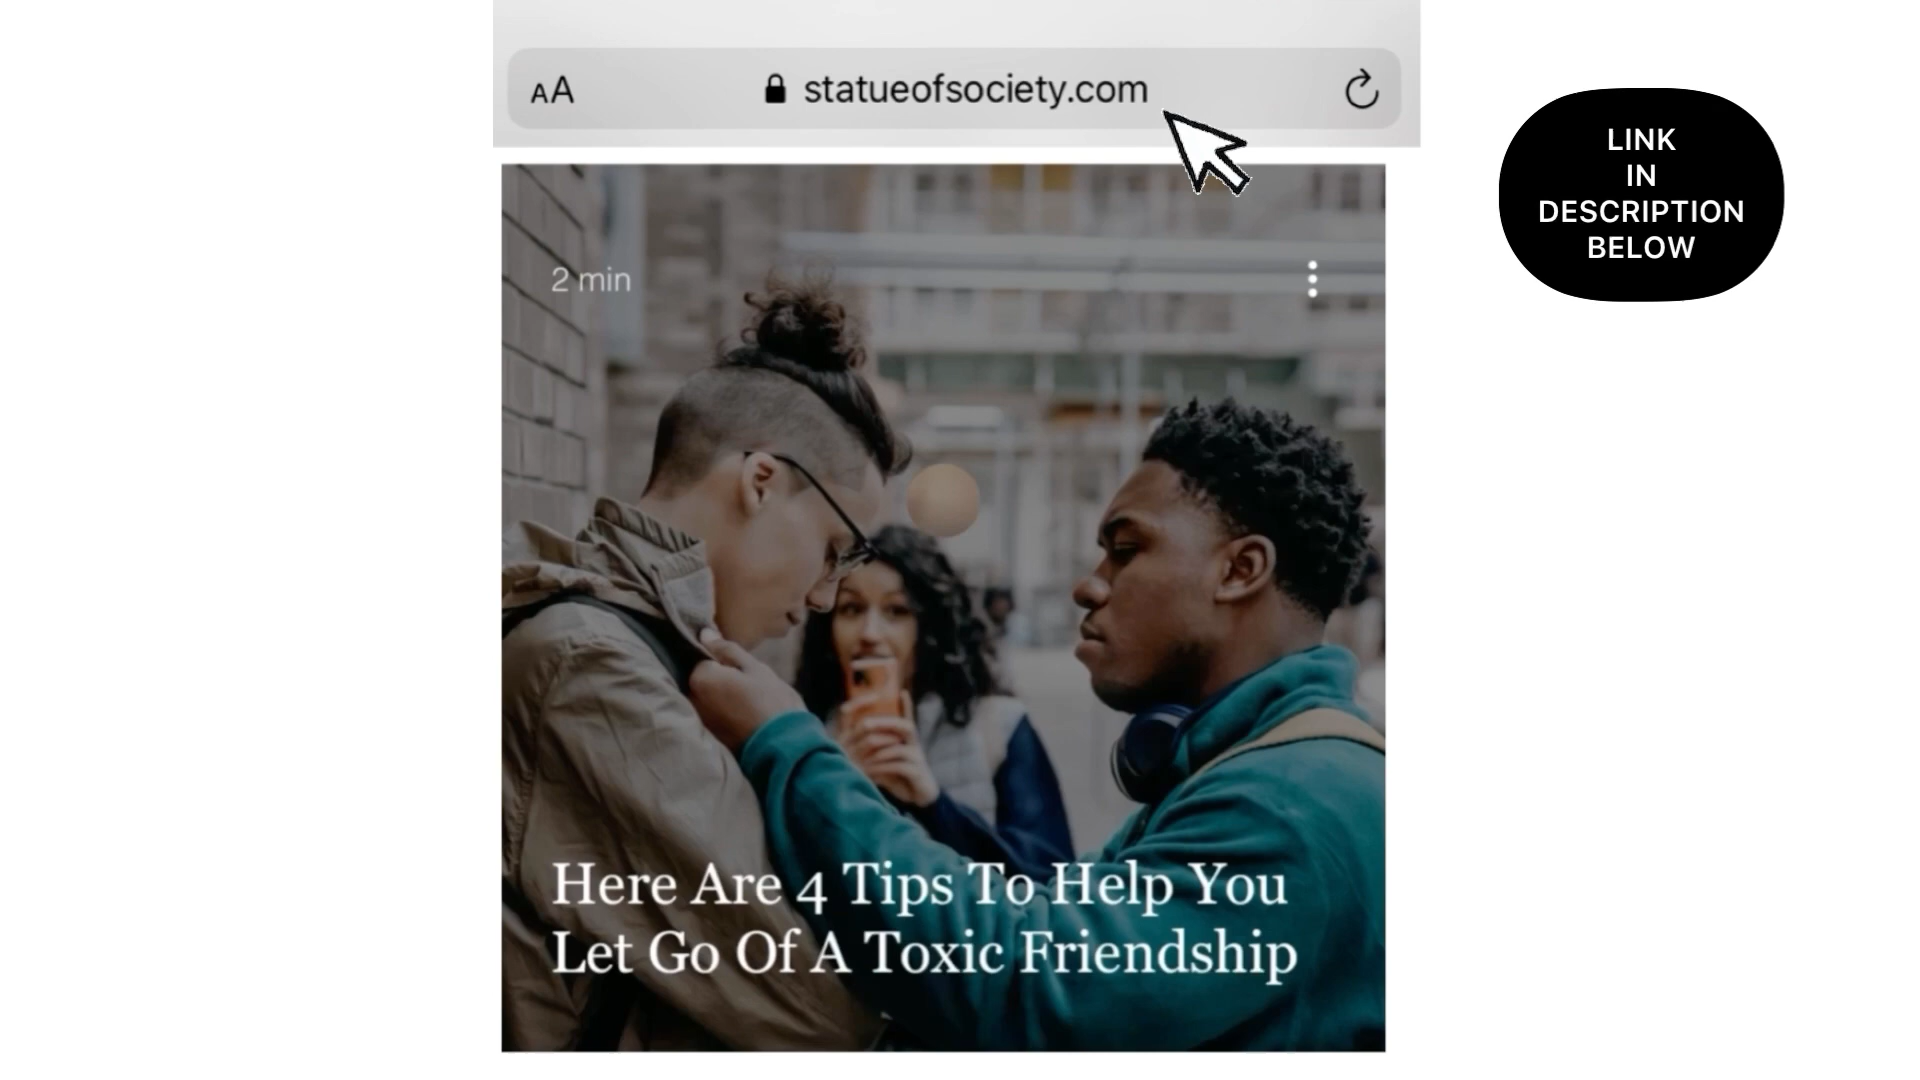 AA
statueofsociety.com
LINK
IN
DESCRIPTION
BELOW
2 min
Here Are 4 Tips To Help You
Let Go Of A Toxic Friendship